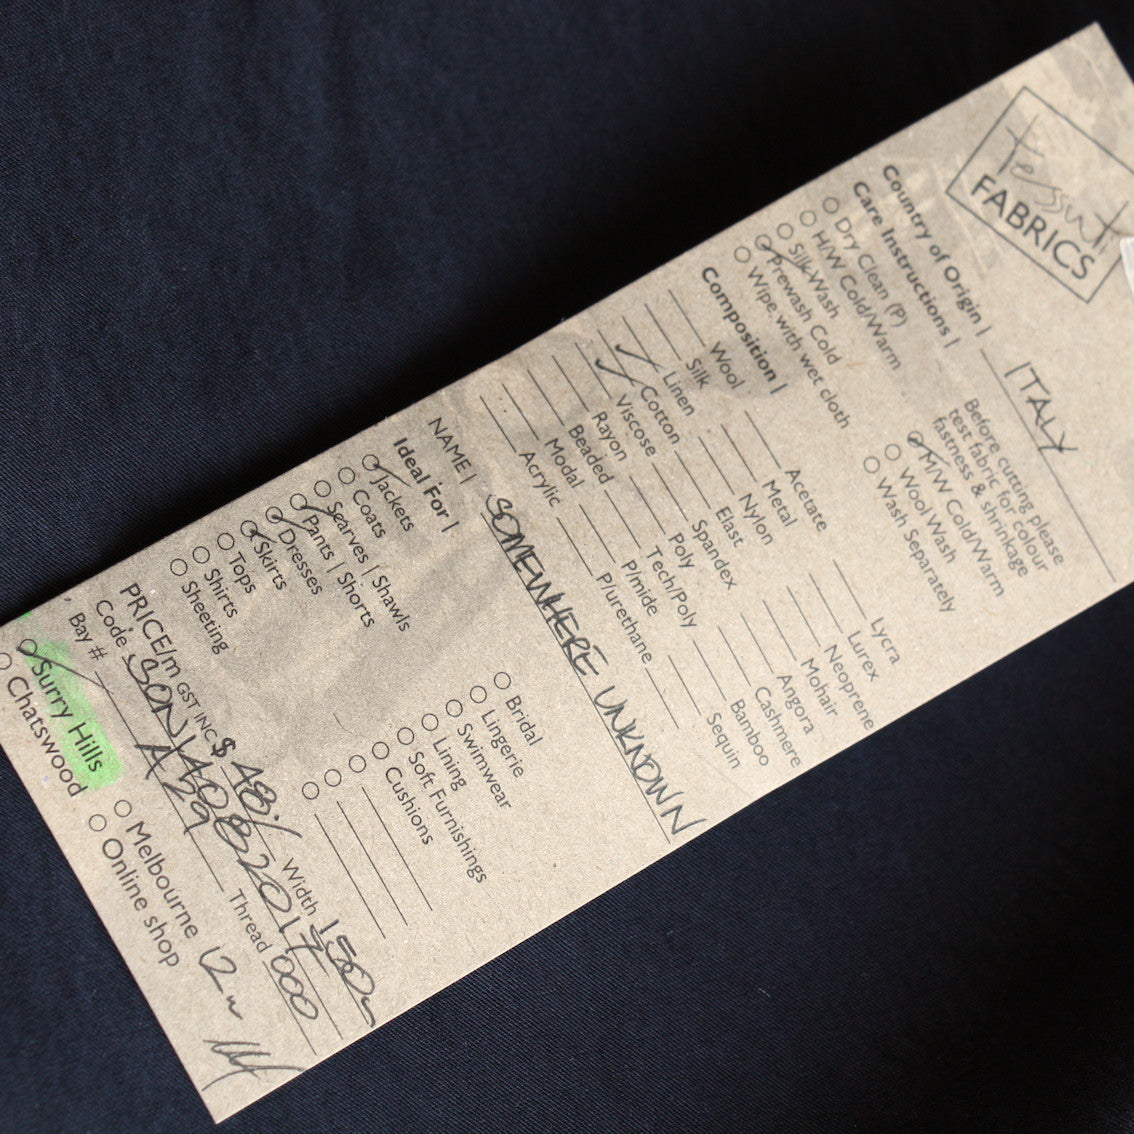 tessuti
FABRICS
Country of Origin | ITALY
Care Instructions |
Before cutting please
test fabric for colour
fastness & shrinkage
Dry Clean (P)
H/W Cold/Warm
Silk Wash
Prewash Cold
Wipe with wet cloth
M/W Cold/Warm
Wool Wash
Wash Separately
Composition |
Wool
Silk
Linen
Cotton
Viscose
Rayon
Beaded
Modal
Acrylic
Acetate
Metal
Nylon
Elast
Spandex
Poly
Tech/Poly
P/mide
P/urethane
Lycra
Lurex
Neoprene
Mohair
Angora
Cashmere
Bamboo
Sequin
NAME | SOMEWHERE UNKNOWN
Ideal For |
Jackets
Coats
Scarves | Shawls
Pants | Shorts
Dresses
Skirts
Tops
Shirts
Sheeting
Bridal
Lingerie
Swimwear
Lining
Soft Furnishings
Cushions
PRICE/m GST INC $ 48 Width 150
Code
Bay # A 29 Thread 000
Surry Hills
Chatswood
Melbourne 12m
Online shop